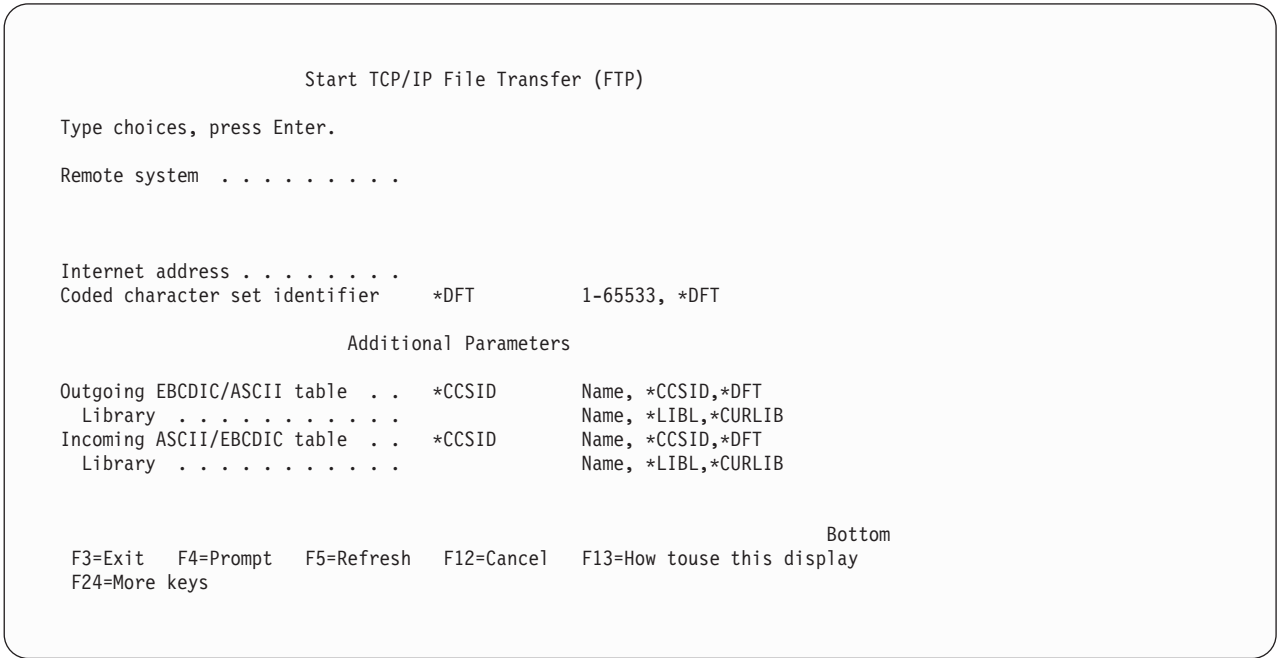 Start TCP/IP File Transfer (FTP)
Type choices, press Enter.
Remote system . . . . . . . . .
Internet address . . . . . . . .
Coded character set identifier *DFT 1-65533, *DFT
Additional Parameters
Outgoing EBCDIC/ASCII table . . *CCSID Name, *CCSID,*DFT
Library . . . . . . . . . . . Name, *LIBL,*CURLIB
Incoming ASCII/EBCDIC table . . *CCSID Name, *CCSID,*DFT
Library . . . . . . . . . . . Name, *LIBL,*CURLIB
Bottom
F3=Exit F4=Prompt F5=Refresh F12=Cancel F13=How touse this display
F24=More keys